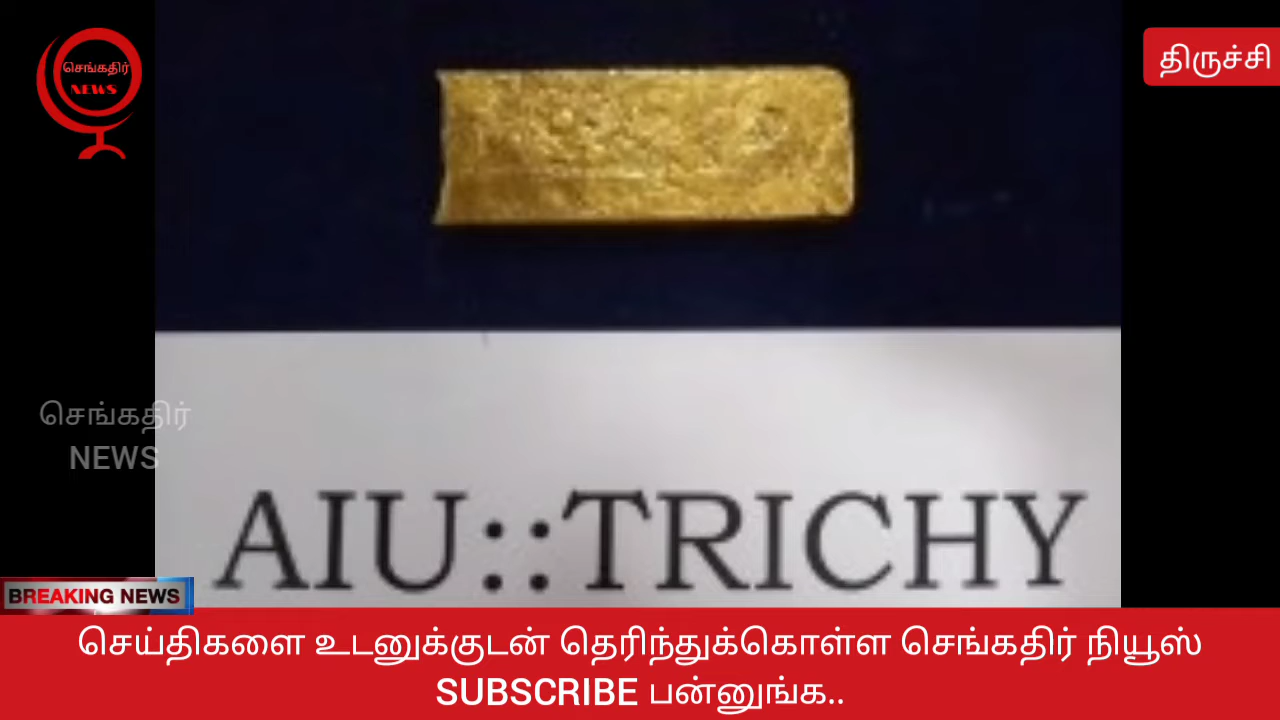 செங்கதிர்
NEWS
திருச்சி
செங்கதிர்
NEWS
AIU::TRICHY
BREAKING NEWS
செய்திகளை உடனுக்குடன் தெரிந்துக்கொள்ள செங்கதிர் நியூஸ்
SUBSCRIBE பன்னுங்க..